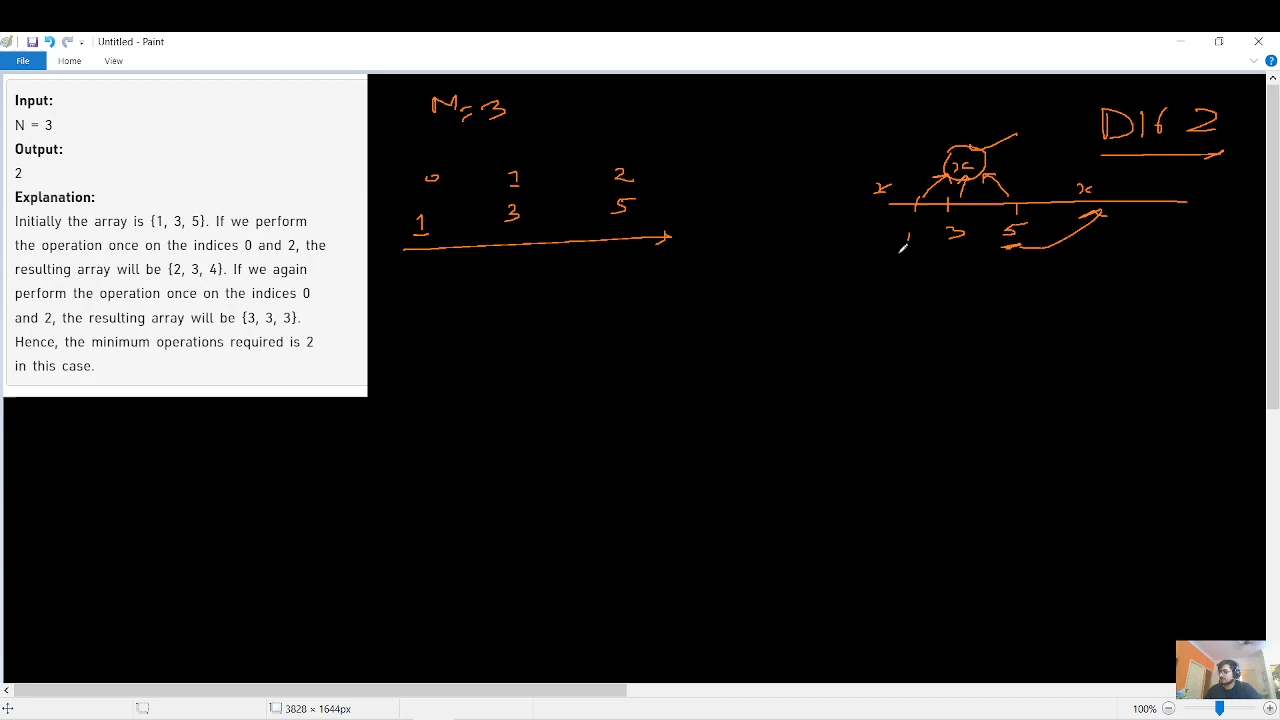 Untitled - Paint
File Home View
Input:
N = 3
Output:
2
Explanation:
Initially the array is {1, 3, 5}. If we perform
the operation once on the indices 0 and 2, the
resulting array will be {2, 3, 4}. If we again
perform the operation once on the indices 0
and 2, the resulting array will be {3, 3, 3}.
Hence, the minimum operations required is 2
in this case.
N = 3
0 1 2
1 3 5
x x x
1 3 5
Dif 2
3828 × 1644px
100%